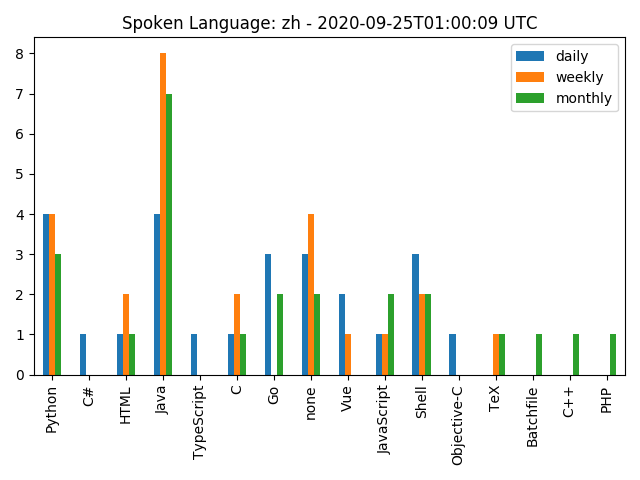 Spoken Language: zh - 2020-09-25T01:00:09 UTC
daily
weekly
monthly
8
7
6
5
4
3
2
1
0
Python
C#
HTML
Java
TypeScript
C
Go
none
Vue
JavaScript
Shell
Objective-C
TeX
Batchfile
C++
PHP